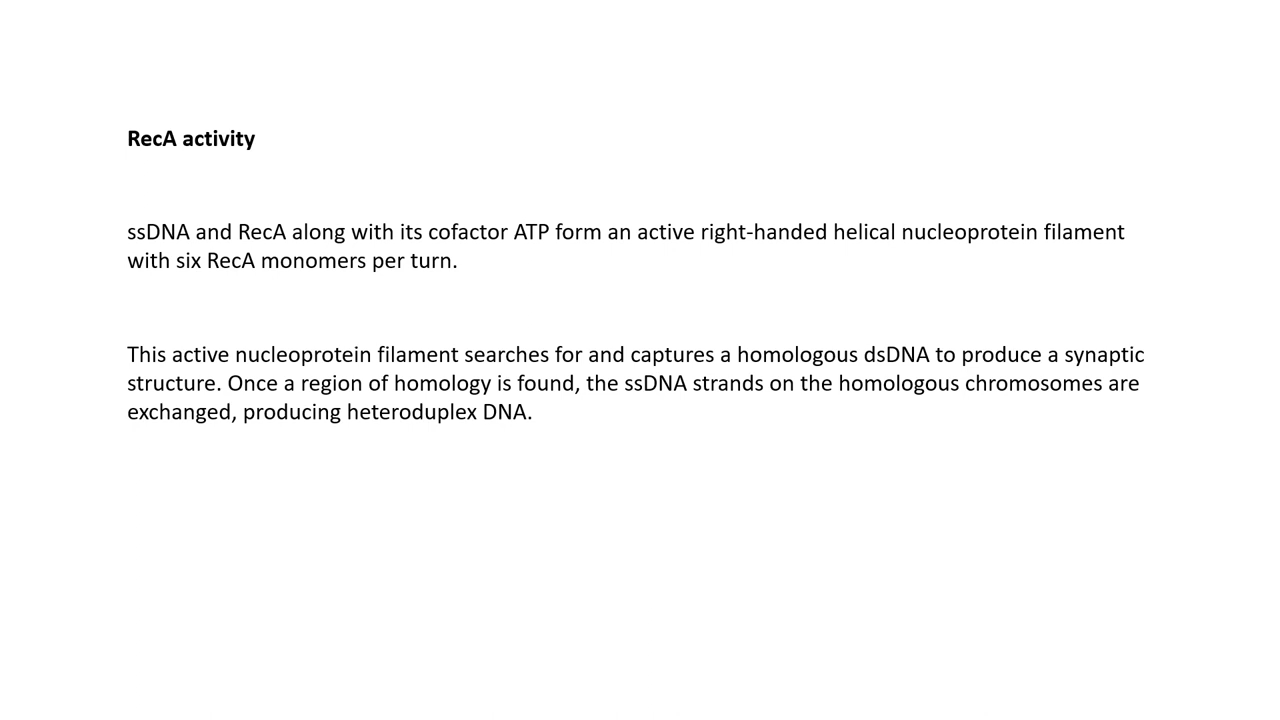 RecA activity
ssDNA and RecA along with its cofactor ATP form an active right-handed helical nucleoprotein filament
with six RecA monomers per turn.
This active nucleoprotein filament searches for and captures a homologous dsDNA to produce a synaptic
structure. Once a region of homology is found, the ssDNA strands on the homologous chromosomes are
exchanged, producing heteroduplex DNA.